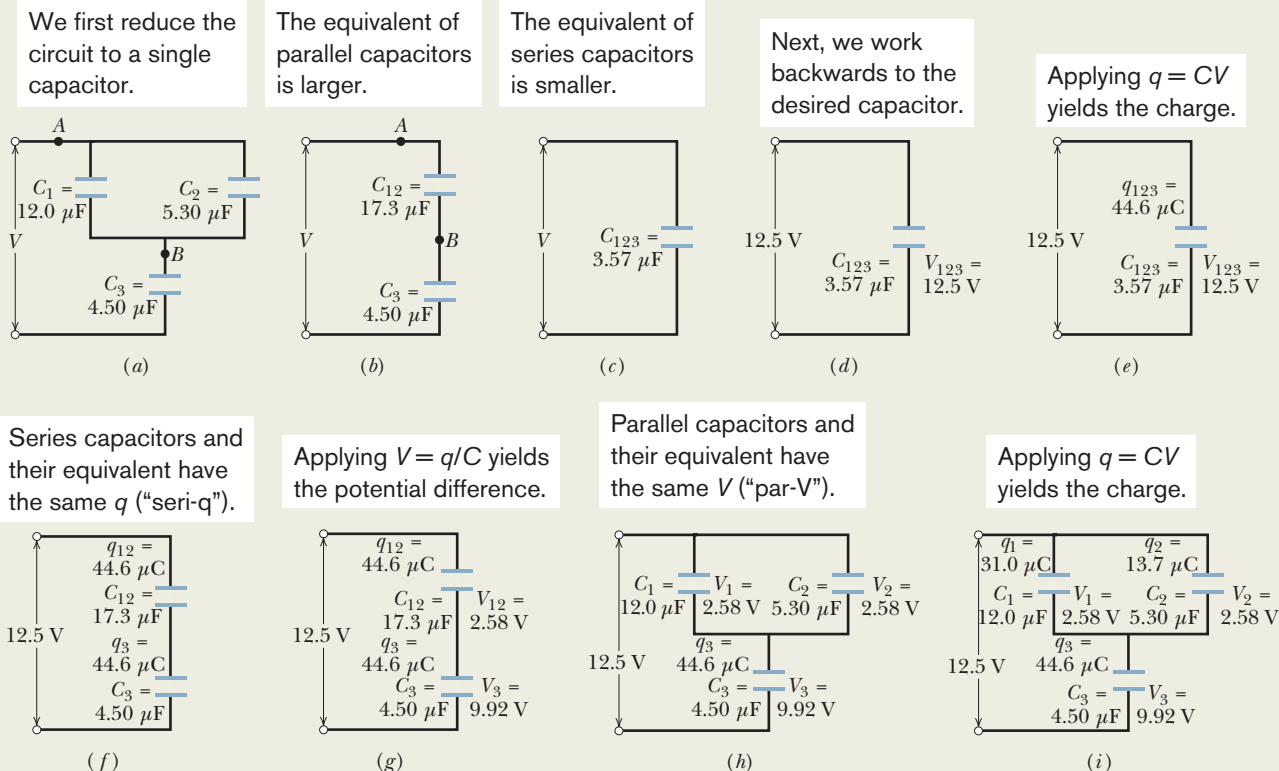 We first reduce the
circuit to a single
capacitor.
The equivalent of
parallel capacitors
is larger.
The equivalent of
series capacitors
is smaller.
Next, we work
backwards to the
desired capacitor.
Applying q = CV
yields the charge.
A
C₁ =
12.0 μF
C₂ =
5.30 μF
V
B
C₃ =
4.50 μF
(a)
A
C₁₂ =
17.3 μF
V
B
C₃ =
4.50 μF
(b)
V
C₁₂₃ =
3.57 μF
(c)
12.5 V
C₁₂₃ =
3.57 μF
V₁₂₃ =
12.5 V
(d)
q₁₂₃ =
44.6 μC
12.5 V
C₁₂₃ =
3.57 μF
V₁₂₃ =
12.5 V
(e)
Series capacitors and
their equivalent have
the same q (“seri-q”).
Applying V = q/C yields
the potential difference.
Parallel capacitors and
their equivalent have
the same V (“par-V”).
Applying q = CV
yields the charge.
q₁₂ =
44.6 μC
C₁₂ =
17.3 μF
12.5 V
q₃ =
44.6 μC
C₃ =
4.50 μF
(f)
q₁₂ =
44.6 μC
C₁₂ =
17.3 μF
V₁₂ =
2.58 V
12.5 V
q₃ =
44.6 μC
C₃ =
4.50 μF
V₃ =
9.92 V
(g)
C₁ =
12.0 μF
V₁ =
2.58 V
C₂ =
5.30 μF
V₂ =
2.58 V
12.5 V
q₃ =
44.6 μC
C₃ =
4.50 μF
V₃ =
9.92 V
(h)
q₁ =
31.0 μC
q₂ =
13.7 μC
C₁ =
12.0 μF
V₁ =
2.58 V
C₂ =
5.30 μF
V₂ =
2.58 V
12.5 V
q₃ =
44.6 μC
C₃ =
4.50 μF
V₃ =
9.92 V
(i)